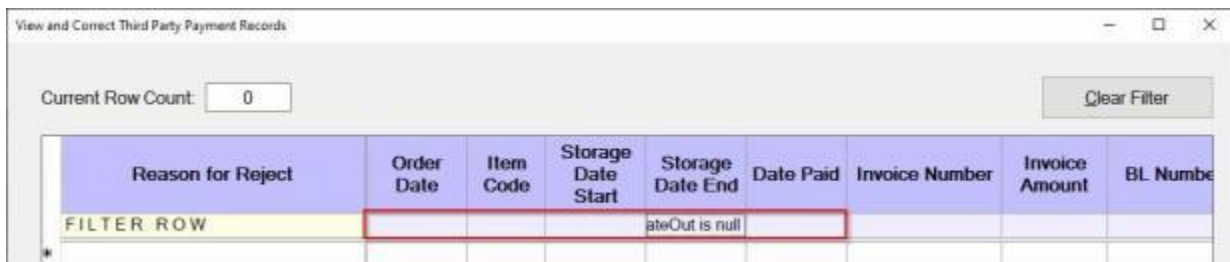 View and Correct Third Party Payment Records
Current Row Count: 0 Clear Filter
Reason for Reject Order Date Item Code Storage Date Start Storage Date End Date Paid Invoice Number Invoice Amount BL Numbe
FILTER ROW ateOut is null
*